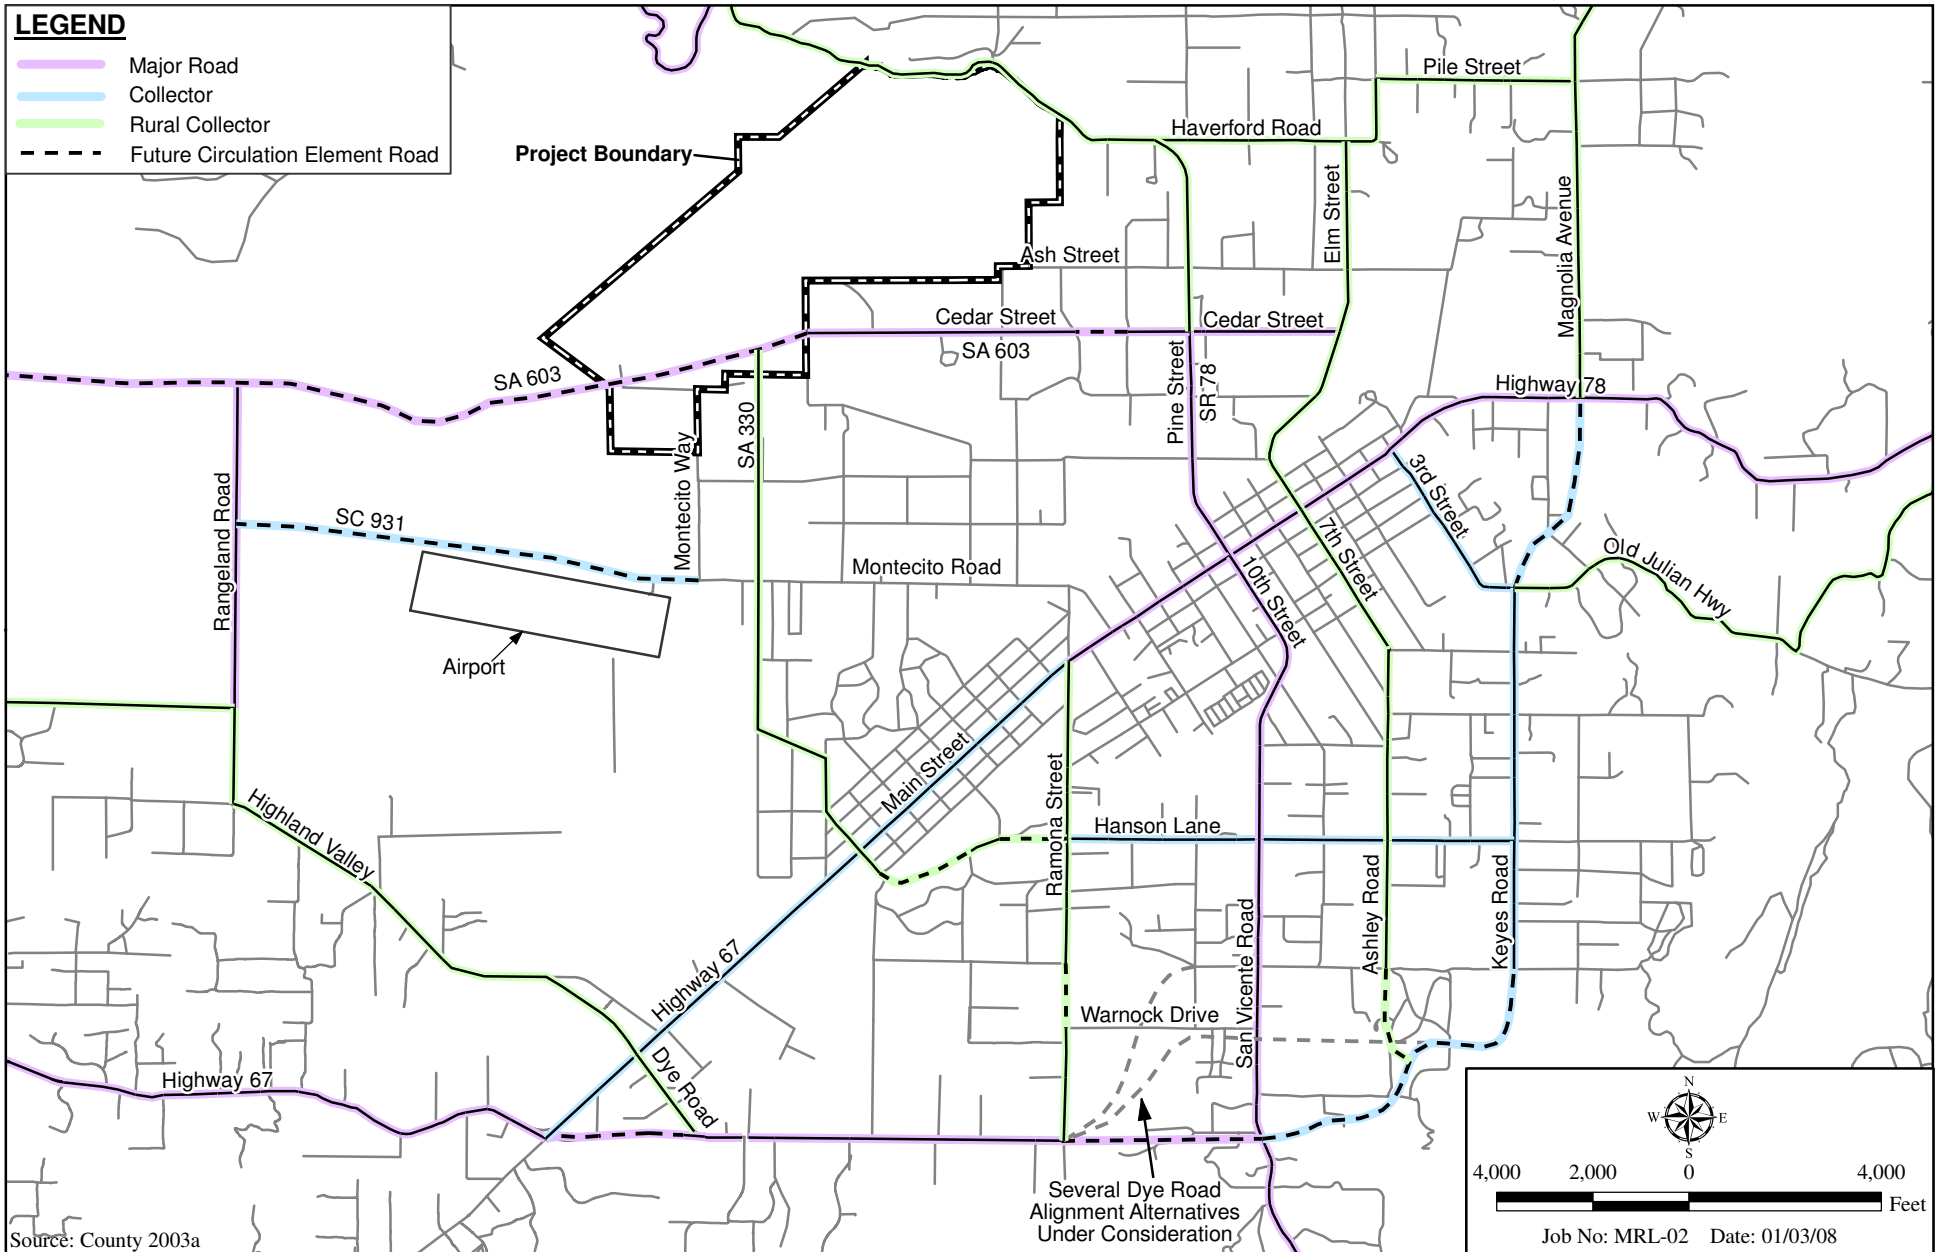 LEGEND
Major Road
Collector
Rural Collector
Future Circulation Element Road
Project Boundary
Pile Street
Haverford Road
Elm Street
Magnolia Avenue
Ash Street
Cedar Street
Cedar Street
SA 603
SA 603
Pine Street
SR 78
Highway 78
SA 330
Montecito Way
3rd Street
Rangeland Road
SC 931
7th Street
Old Julian Hwy
Montecito Road
10th Street
Airport
Main Street
Ramona Street
Highland Valley
Hanson Lane
Ashley Road
Keyes Road
San Vicente Road
Highway 67
Warnock Drive
Dye Road
Highway 67
Several Dye Road
Alignment Alternatives
Under Consideration
N
W E
S
4,000 2,000 0 4,000
Feet
Job No: MRL-02 Date: 01/03/08
Source: County 2003a